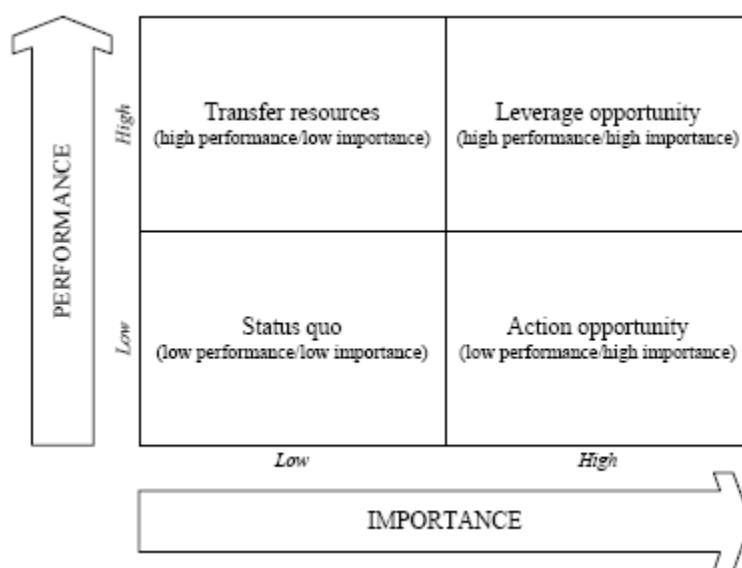 PERFORMANCE
High
Transfer resources
(high performance/low importance)
Leverage opportunity
(high performance/high importance)
Low
Status quo
(low performance/low importance)
Action opportunity
(low performance/high importance)
Low
High
IMPORTANCE